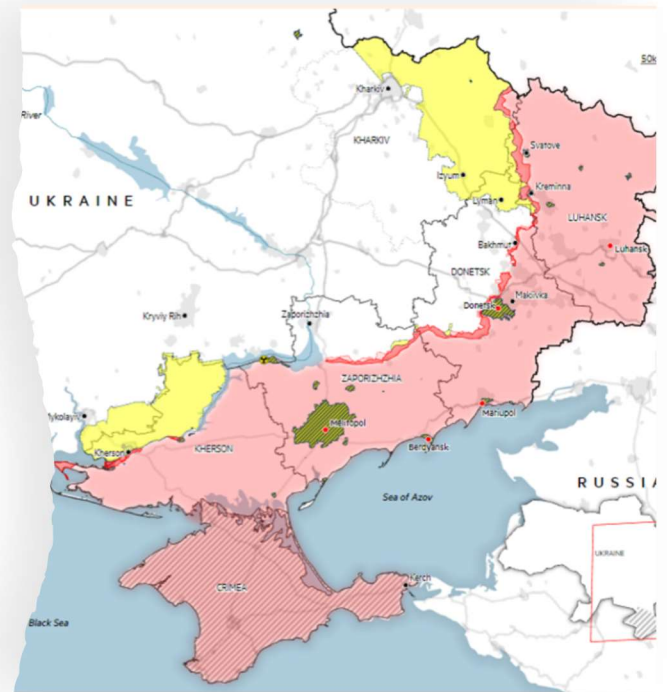 50k
Kharkiv
River
KHARKIV
Svatove
Izyum
Kreminna
UKRAINE
Lyman
LUHANSK
Bakhmut
Luhansk
DONETSK
Makiivka
Donetsk
Kryviy Rih
Zaporizhzhia
ZAPORIZHZHIA
Mykolayiv
Mariupol
Melitopol
Kherson
KHERSON
Berdyansk
RUSSIA
Sea of Azov
UKRAINE
Kerch
CRIMEA
Black Sea